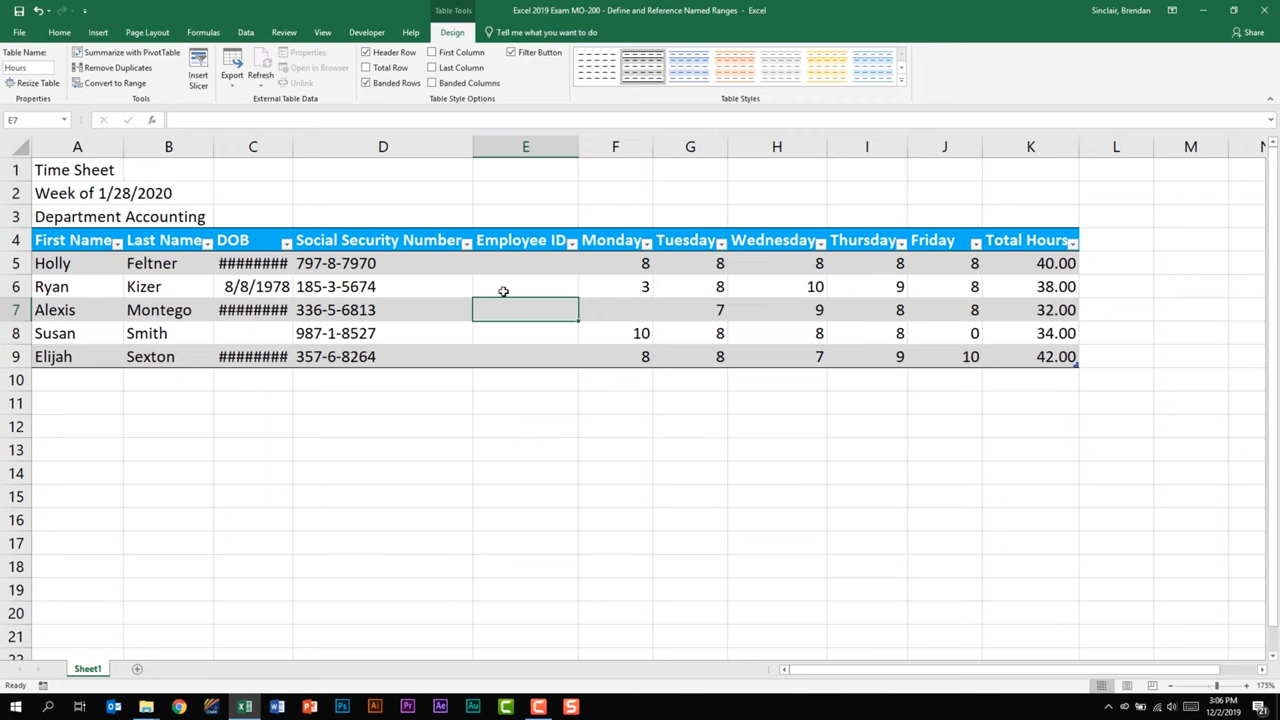 Table Tools
Excel 2019 Exam MO-200 - Define and Reference Named Ranges - Excel
Sinclair, Brendan
File Home Insert Page Layout Formulas Data Review View Developer Help Design Tell me what you want to do Share
Table Name: Summarize with PivotTable Properties Header Row First Column Filter Button
Hours Remove Duplicates Insert Slicer Export Refresh Open in Browser Total Row Last Column
Resize Table Convert to Range Unlink Banded Rows Banded Columns
Properties Tools External Table Data Table Style Options Table Styles
E7 fx
A B C D E F G H I J K L M N
1 Time Sheet
2 Week of 1/28/2020
3 Department Accounting
4 First Name Last Name DOB Social Security Number Employee ID Monday Tuesday Wednesday Thursday Friday Total Hours
5 Holly Feltner ######## 797-8-7970 8 8 8 8 8 40.00
6 Ryan Kizer 8/8/1978 185-3-5674 3 8 10 9 8 38.00
7 Alexis Montego ######## 336-5-6813 7 9 8 8 32.00
8 Susan Smith 987-1-8527 10 8 8 8 0 34.00
9 Elijah Sexton ######## 357-6-8264 8 8 7 9 10 42.00
10
11
12
13
14
15
16
17
18
19
20
21
22
Sheet1
Ready 175%
Ps Ai Pr Ae Au
3:06 PM
12/2/2019 21